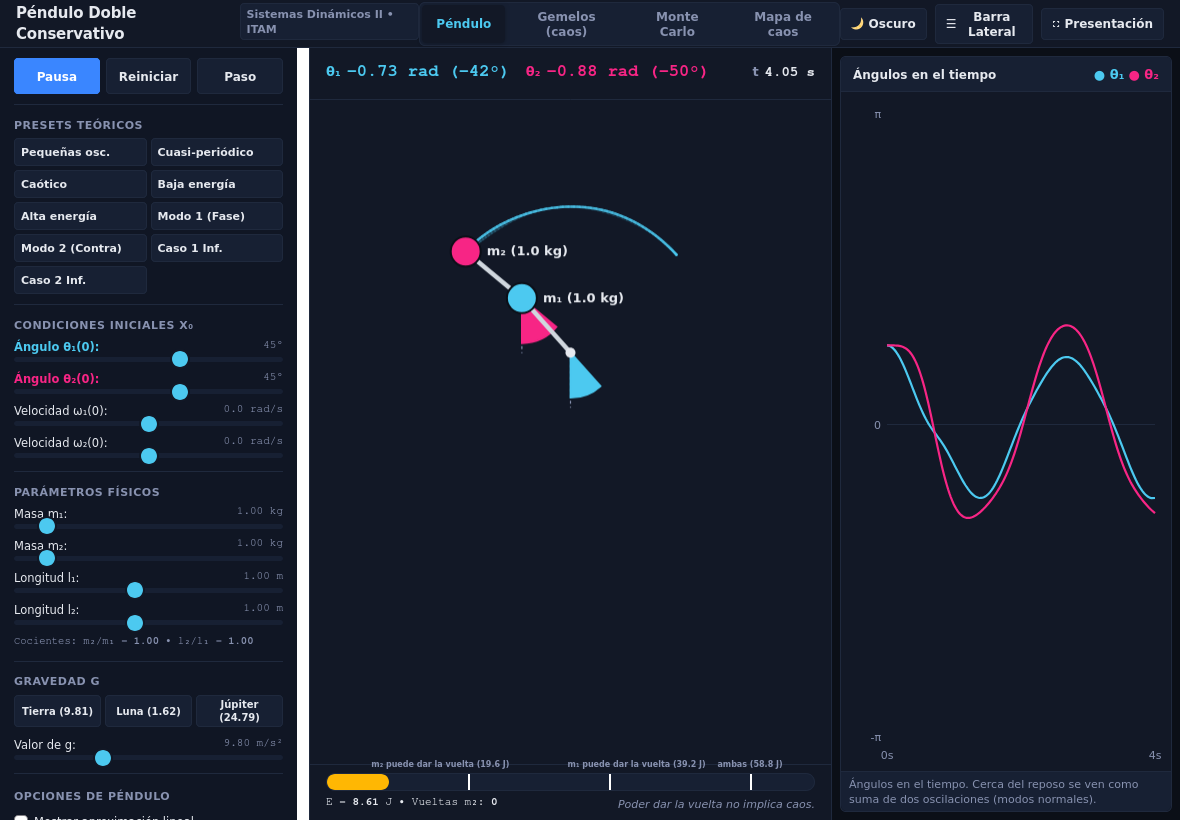 Péndulo Doble
Conservativo
Sistemas Dinámicos II •
ITAM
Péndulo
Gemelos
(caos)
Monte
Carlo
Mapa de
caos
🌙 Oscuro
☰ Barra
Lateral
Presentación
Pausa
Reiniciar
Paso
PRESETS TEÓRICOS
Pequeñas osc.
Cuasi-periódico
Caótico
Baja energía
Alta energía
Modo 1 (Fase)
Modo 2 (Contra)
Caso 1 Inf.
Caso 2 Inf.
CONDICIONES INICIALES X₀
Ángulo θ₁(0): 45°
Ángulo θ₂(0): 45°
Velocidad ω₁(0): 0.0 rad/s
Velocidad ω₂(0): 0.0 rad/s
PARÁMETROS FÍSICOS
Masa m₁: 1.00 kg
Masa m₂: 1.00 kg
Longitud l₁: 1.00 m
Longitud l₂: 1.00 m
Cocientes: m₂/m₁ = 1.00 • l₂/l₁ = 1.00
GRAVEDAD G
Tierra (9.81)
Luna (1.62)
Júpiter
(24.79)
Valor de g: 9.80 m/s²
OPCIONES DE PÉNDULO
Mostrar aproximación lineal
θ₁ −0.73 rad (−42°) θ₂ −0.88 rad (−50°) t 4.05 s
m₂ (1.0 kg)
m₁ (1.0 kg)
m₂ puede dar la vuelta (19.6 J)
m₁ puede dar la vuelta (39.2 J)
ambas (58.8 J)
E = 8.61 J • Vueltas m₂: 0
Poder dar la vuelta no implica caos.
Ángulos en el tiempo
θ₁ θ₂
π
0
-π
0s
4s
Ángulos en el tiempo. Cerca del reposo se ven como
suma de dos oscilaciones (modos normales).